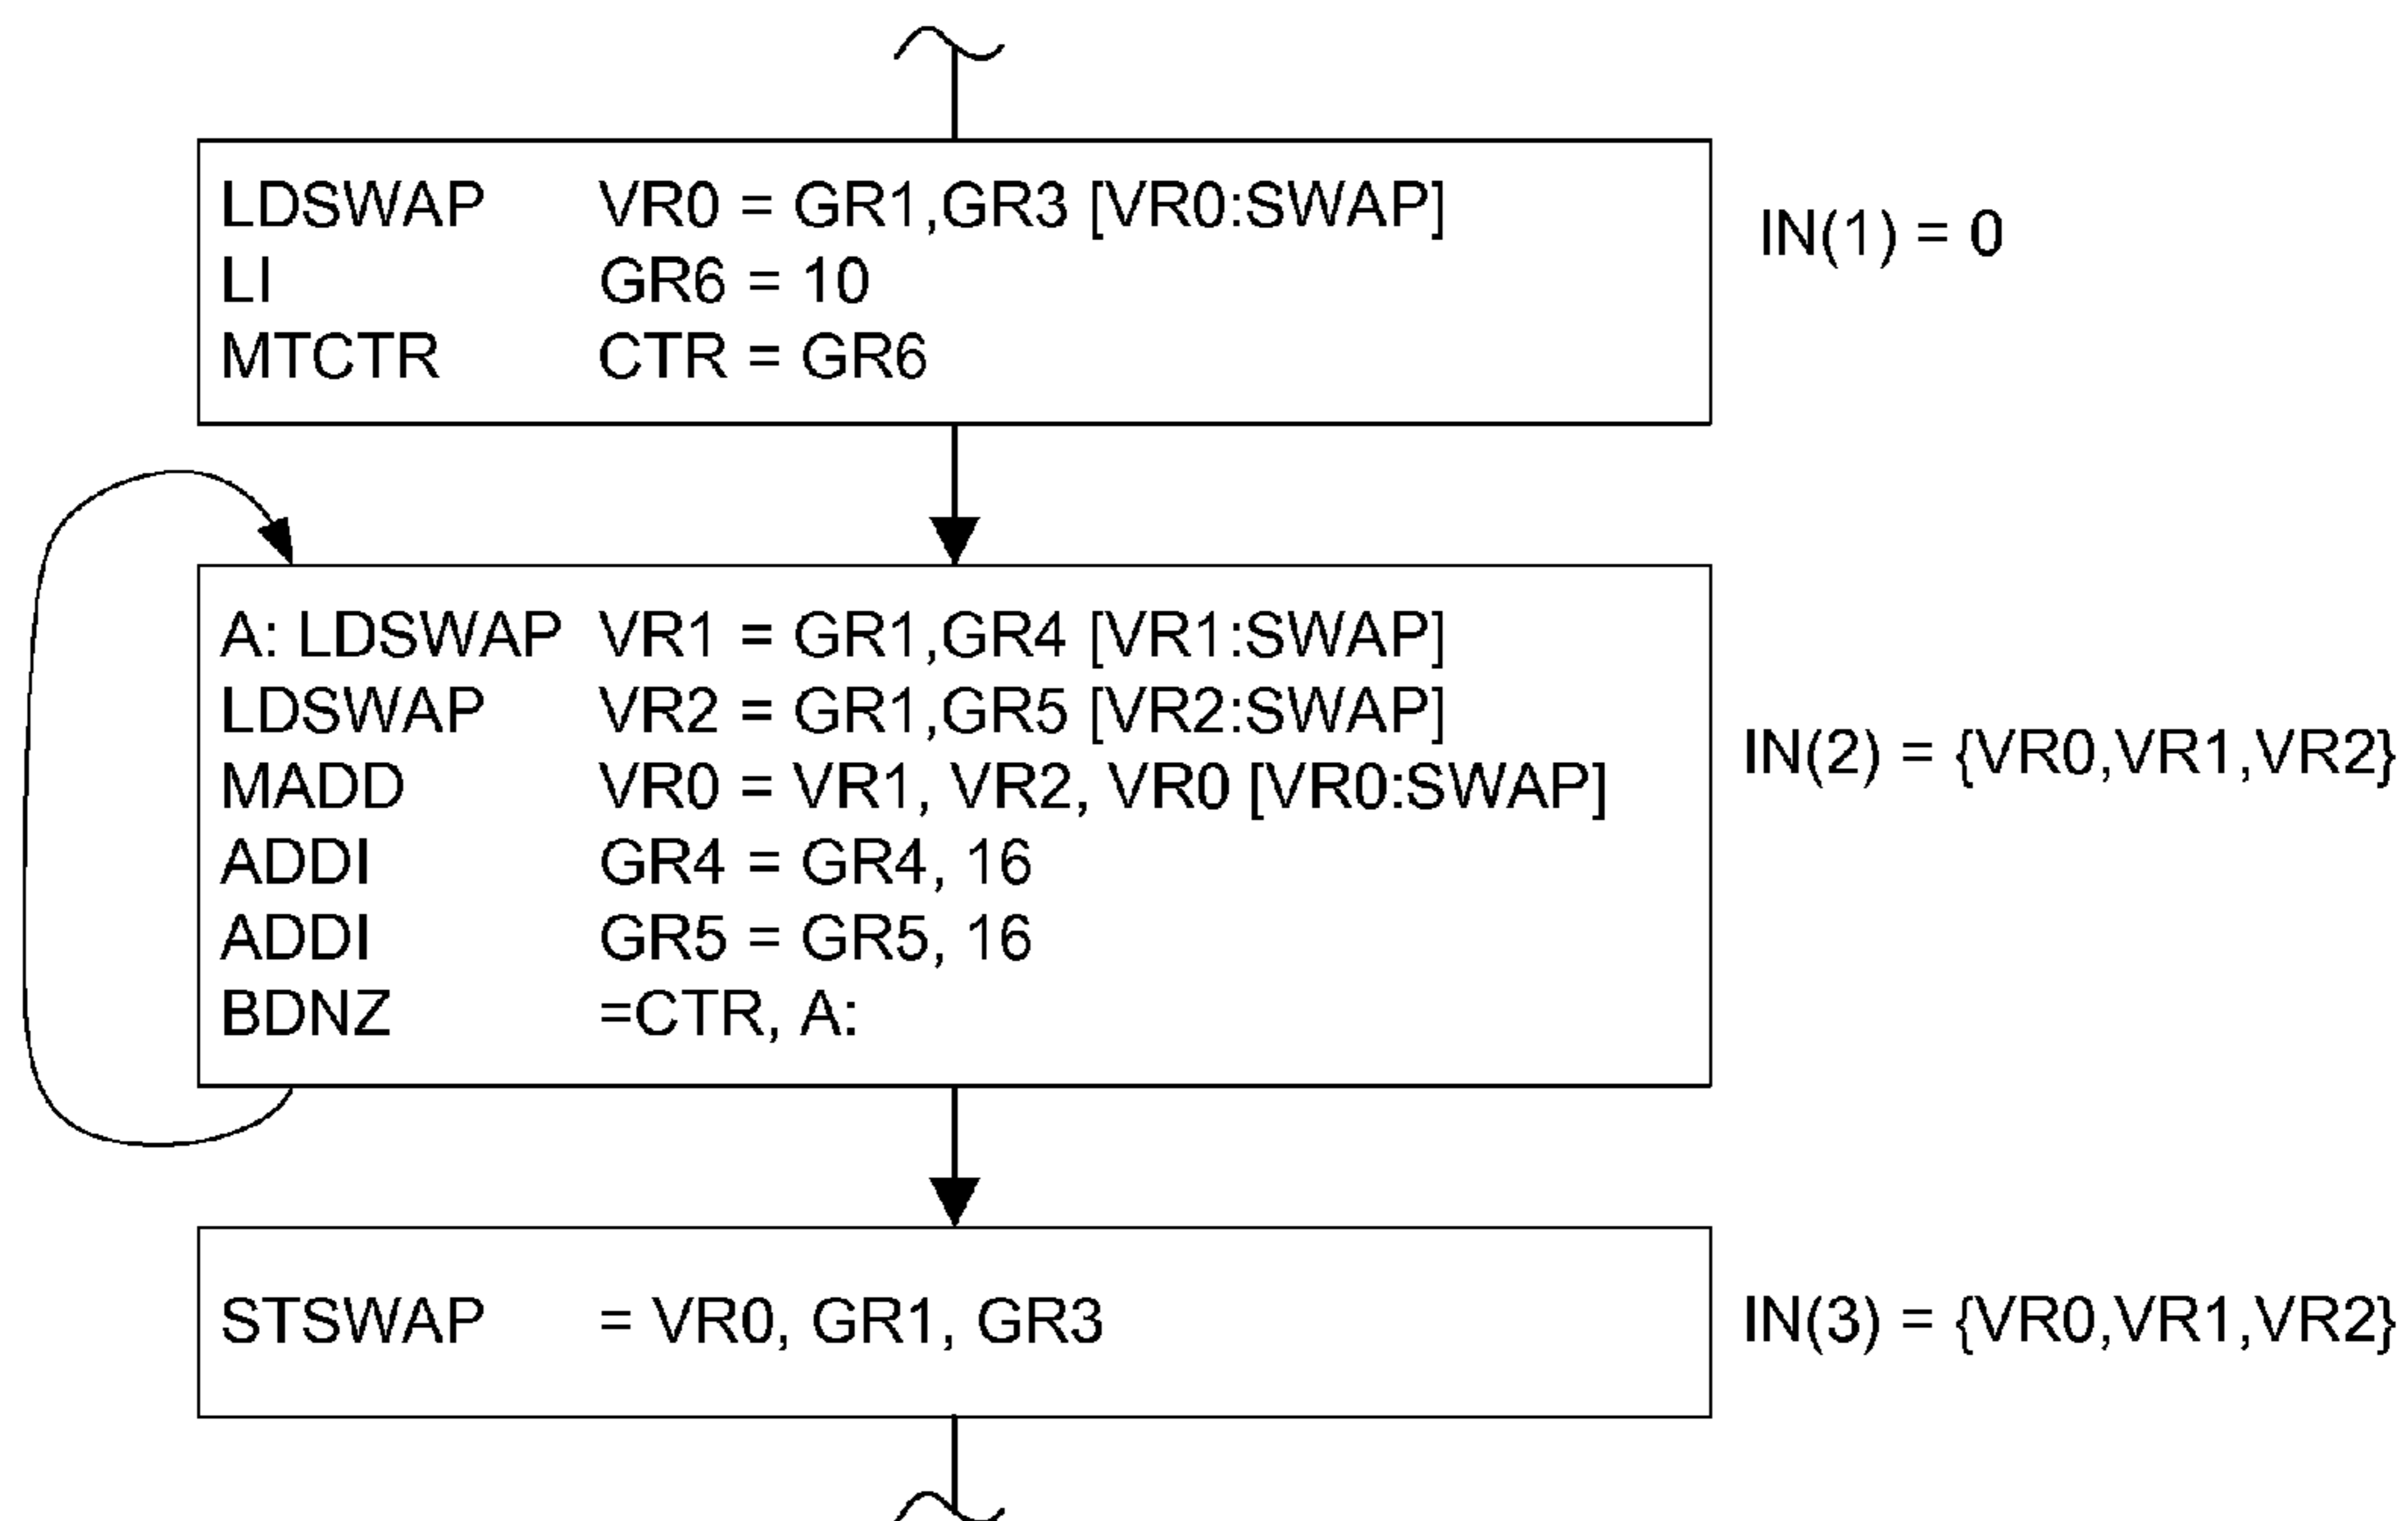 LDSWAP VR0 = GR1,GR3 [VR0:SWAP]
LI GR6 = 10
MTCTR CTR = GR6
IN(1) = 0
A: LDSWAP VR1 = GR1,GR4 [VR1:SWAP]
LDSWAP VR2 = GR1,GR5 [VR2:SWAP]
MADD VR0 = VR1, VR2, VR0 [VR0:SWAP]
ADDI GR4 = GR4, 16
ADDI GR5 = GR5, 16
BDNZ =CTR, A:
IN(2) = {VR0,VR1,VR2}
STSWAP = VR0, GR1, GR3
IN(3) = {VR0,VR1,VR2}